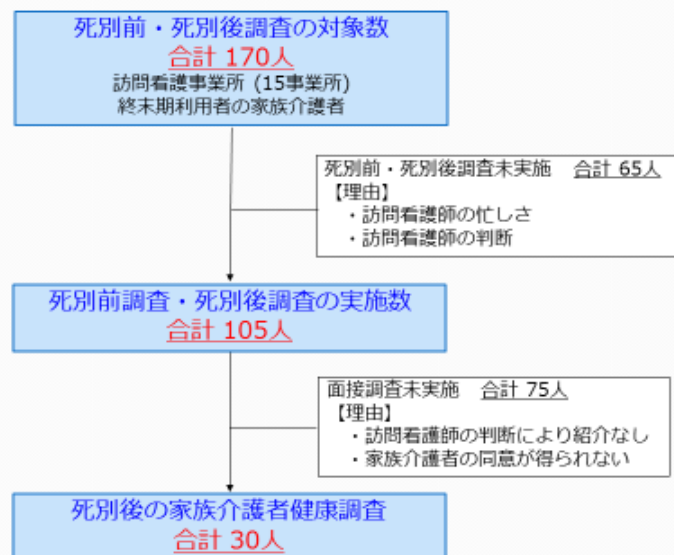 死別前・死別後調査の対象数
合計 170人
訪問看護事業所 (15事業所)
終末期利用者の家族介護者
死別前・死別後調査未実施 合計 65人
【理由】
・訪問看護師の忙しさ
・訪問看護師の判断
死別前調査・死別後調査の実施数
合計 105人
面接調査未実施 合計 75人
【理由】
・訪問看護師の判断により紹介なし
・家族介護者の同意が得られない
死別後の家族介護者健康調査
合計 30人